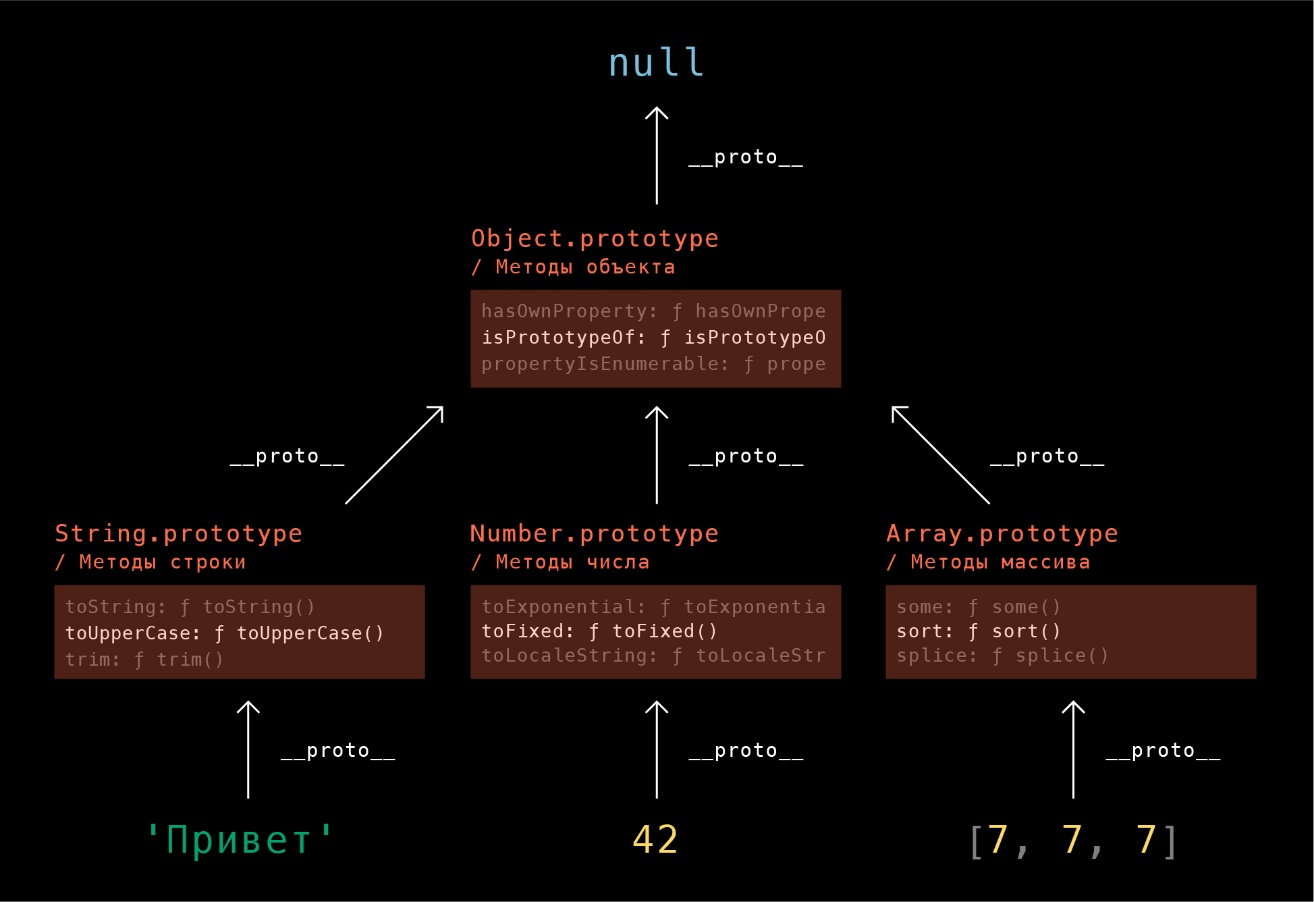 null
__proto__
Object.prototype
/ Методы объекта
hasOwnProperty: ƒ hasOwnPrope
isPrototypeOf: ƒ isPrototypeO
propertyIsEnumerable: ƒ prope
__proto__
__proto__
__proto__
String.prototype
/ Методы строки
toString: ƒ toString()
toUpperCase: ƒ toUpperCase()
trim: ƒ trim()
Number.prototype
/ Методы числа
toExponential: ƒ toExponentia
toFixed: ƒ toFixed()
toLocaleString: ƒ toLocaleStr
Array.prototype
/ Методы массива
some: ƒ some()
sort: ƒ sort()
splice: ƒ splice()
__proto__
__proto__
__proto__
'Привет'
42
[7, 7, 7]